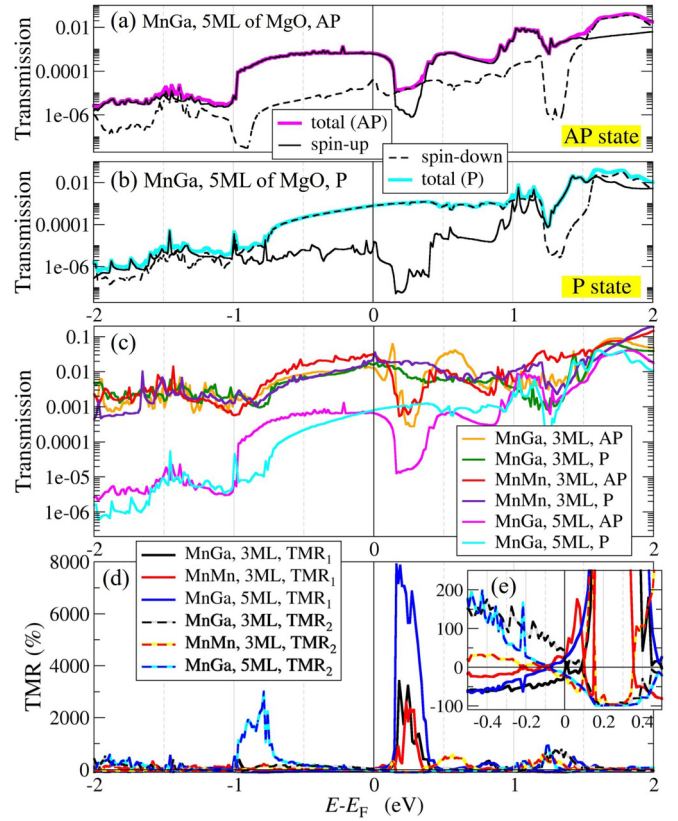 (a) MnGa, 5ML of MgO, AP
Transmission
0.01
0.0001
1e-06
total (AP)
spin-up
AP state
(b) MnGa, 5ML of MgO, P
spin-down
total (P)
Transmission
0.01
0.0001
1e-06
P state
-2 -1 0 1 2
(c)
Transmission
0.1
0.01
0.001
0.0001
1e-05
1e-06
MnGa, 3ML, AP
MnGa, 3ML, P
MnMn, 3ML, AP
MnMn, 3ML, P
MnGa, 5ML, AP
MnGa, 5ML, P
-2 -1 0 1 2
(d)
TMR (%)
8000
6000
4000
2000
0
MnGa, 3ML, TMR₁
MnMn, 3ML, TMR₁
MnGa, 5ML, TMR₁
MnGa, 3ML, TMR₂
MnMn, 3ML, TMR₂
MnGa, 5ML, TMR₂
(e)
200
100
0
-100
-0.4 -0.2 0 0.2 0.4
-2 -1 0 1 2
E-E_F (eV)